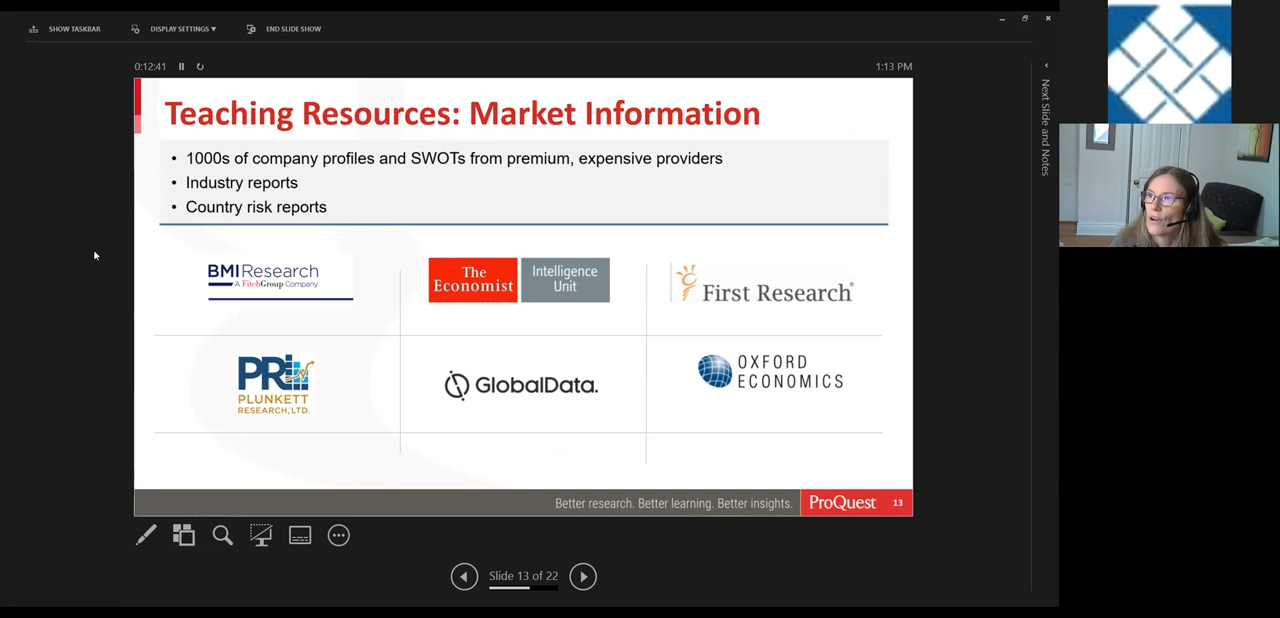 SHOW TASKBAR
DISPLAY SETTINGS ▾
END SLIDE SHOW
0:12:41
1:13 PM
Next Slide and Notes
Teaching Resources: Market Information
• 1000s of company profiles and SWOTs from premium, expensive providers
• Industry reports
• Country risk reports
BMI Research
A FitchGroup Company
The
Economist
Intelligence
Unit
First Research®
PRi
PLUNKETT
RESEARCH, LTD.
GlobalData.
OXFORD
ECONOMICS
Better research. Better learning. Better insights.
ProQuest
13
Slide 13 of 22